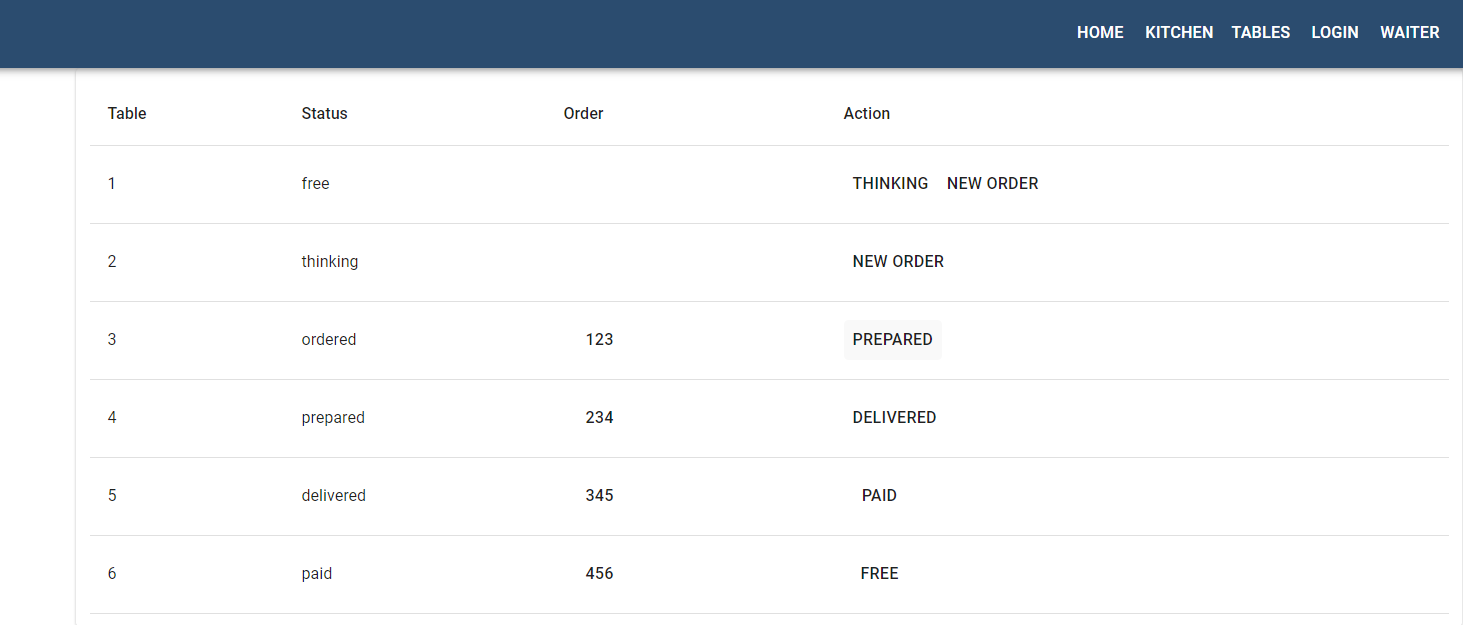 HOME KITCHEN TABLES LOGIN WAITER
Table Status Order Action
1 free THINKING NEW ORDER
2 thinking NEW ORDER
3 ordered 123 PREPARED
4 prepared 234 DELIVERED
5 delivered 345 PAID
6 paid 456 FREE